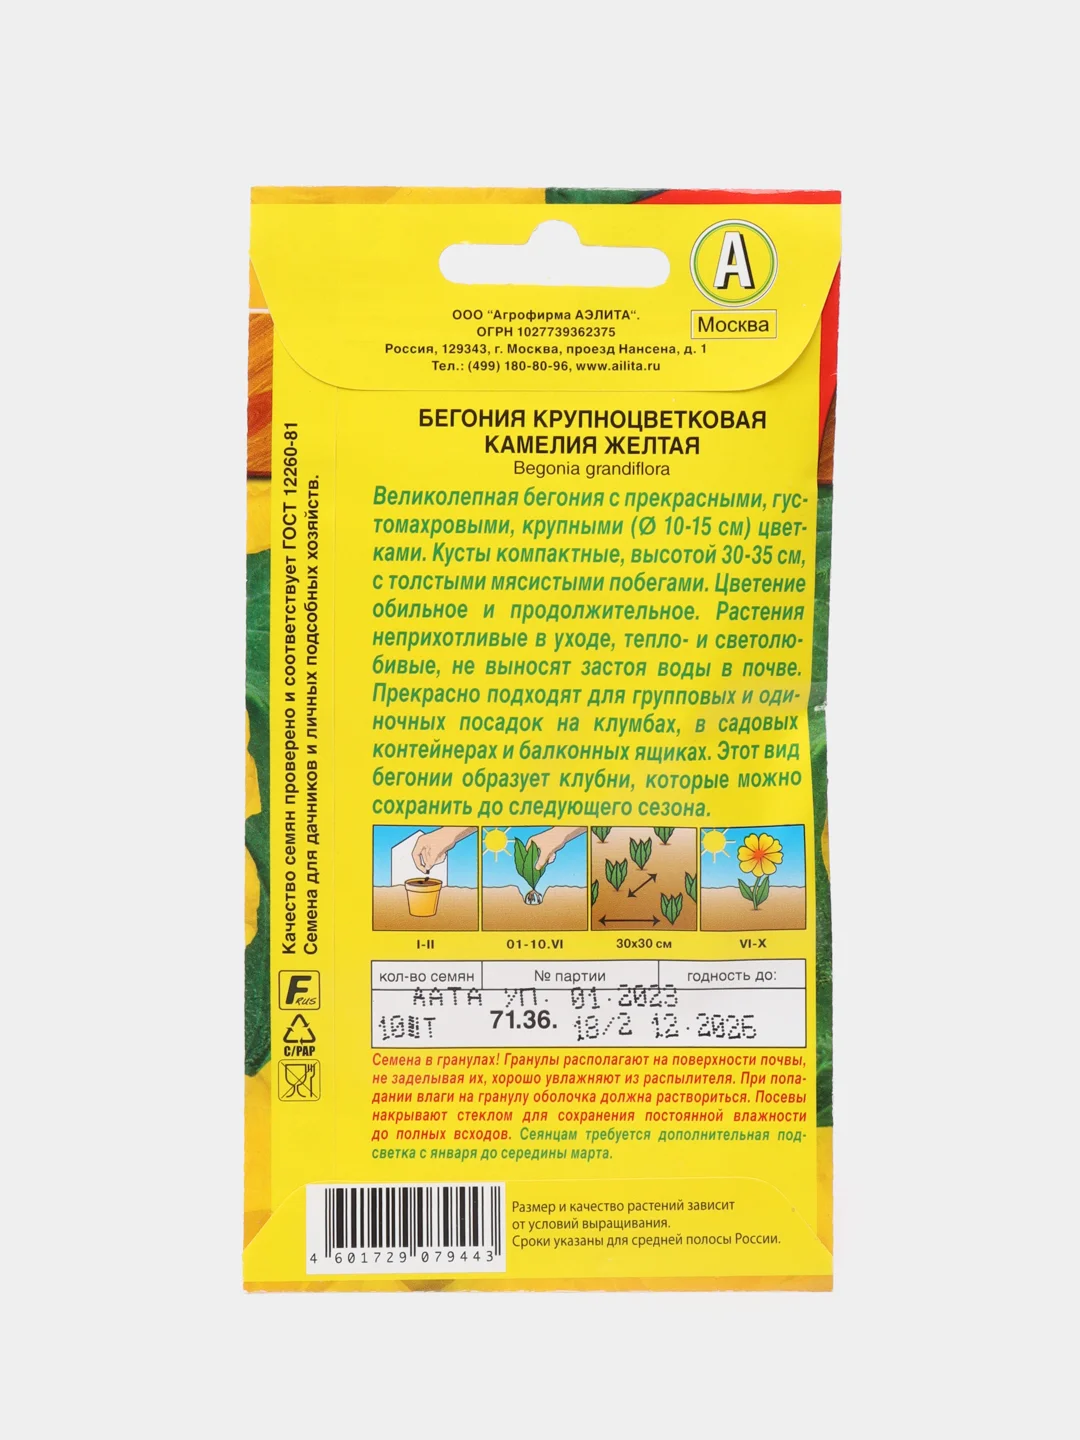 А
Москва
ООО “Агрофирма АЭЛИТА“.
ОГРН 1027739362375
Россия, 129343, г. Москва, проезд Нансена, д. 1
Тел.: (499) 180-80-96, www.ailita.ru
БЕГОНИЯ КРУПНОЦВЕТКОВАЯ
КАМЕЛИЯ ЖЕЛТАЯ
Begonia grandiflora
Великолепная бегония с прекрасными, гус-
томахровыми, крупными (Ø 10-15 см) цвет-
ками. Кусты компактные, высотой 30-35 см,
с толстыми мясистыми побегами. Цветение
обильное и продолжительное. Растения
неприхотливые в уходе, тепло- и светолю-
бивые, не выносят застоя воды в почве.
Прекрасно подходят для групповых и оди-
ночных посадок на клумбах, в садовых
контейнерах и балконных ящиках. Этот вид
бегонии образует клубни, которые можно
сохранить до следующего сезона.
I-II
01-10.VI
30х30 см
VI-X
кол-во семян
№ партии
годность до:
ДАТА УП. 01.2023
10ШТ 71.36. 18/2 12.2026
Семена в гранулах! Гранулы располагают на поверхности почвы,
не заделывая их, хорошо увлажняют из распылителя. При попа-
дании влаги на гранулу оболочка должна раствориться. Посевы
накрывают стеклом для сохранения постоянной влажности
до полных всходов. Сеянцам требуется дополнительная под-
светка с января до середины марта.
Качество семян проверено и соответствует ГОСТ 12260-81
Семена для дачников и личных подсобных хозяйств.
F RUS
C/PAP
4 601729 079443
Размер и качество растений зависит
от условий выращивания.
Сроки указаны для средней полосы России.